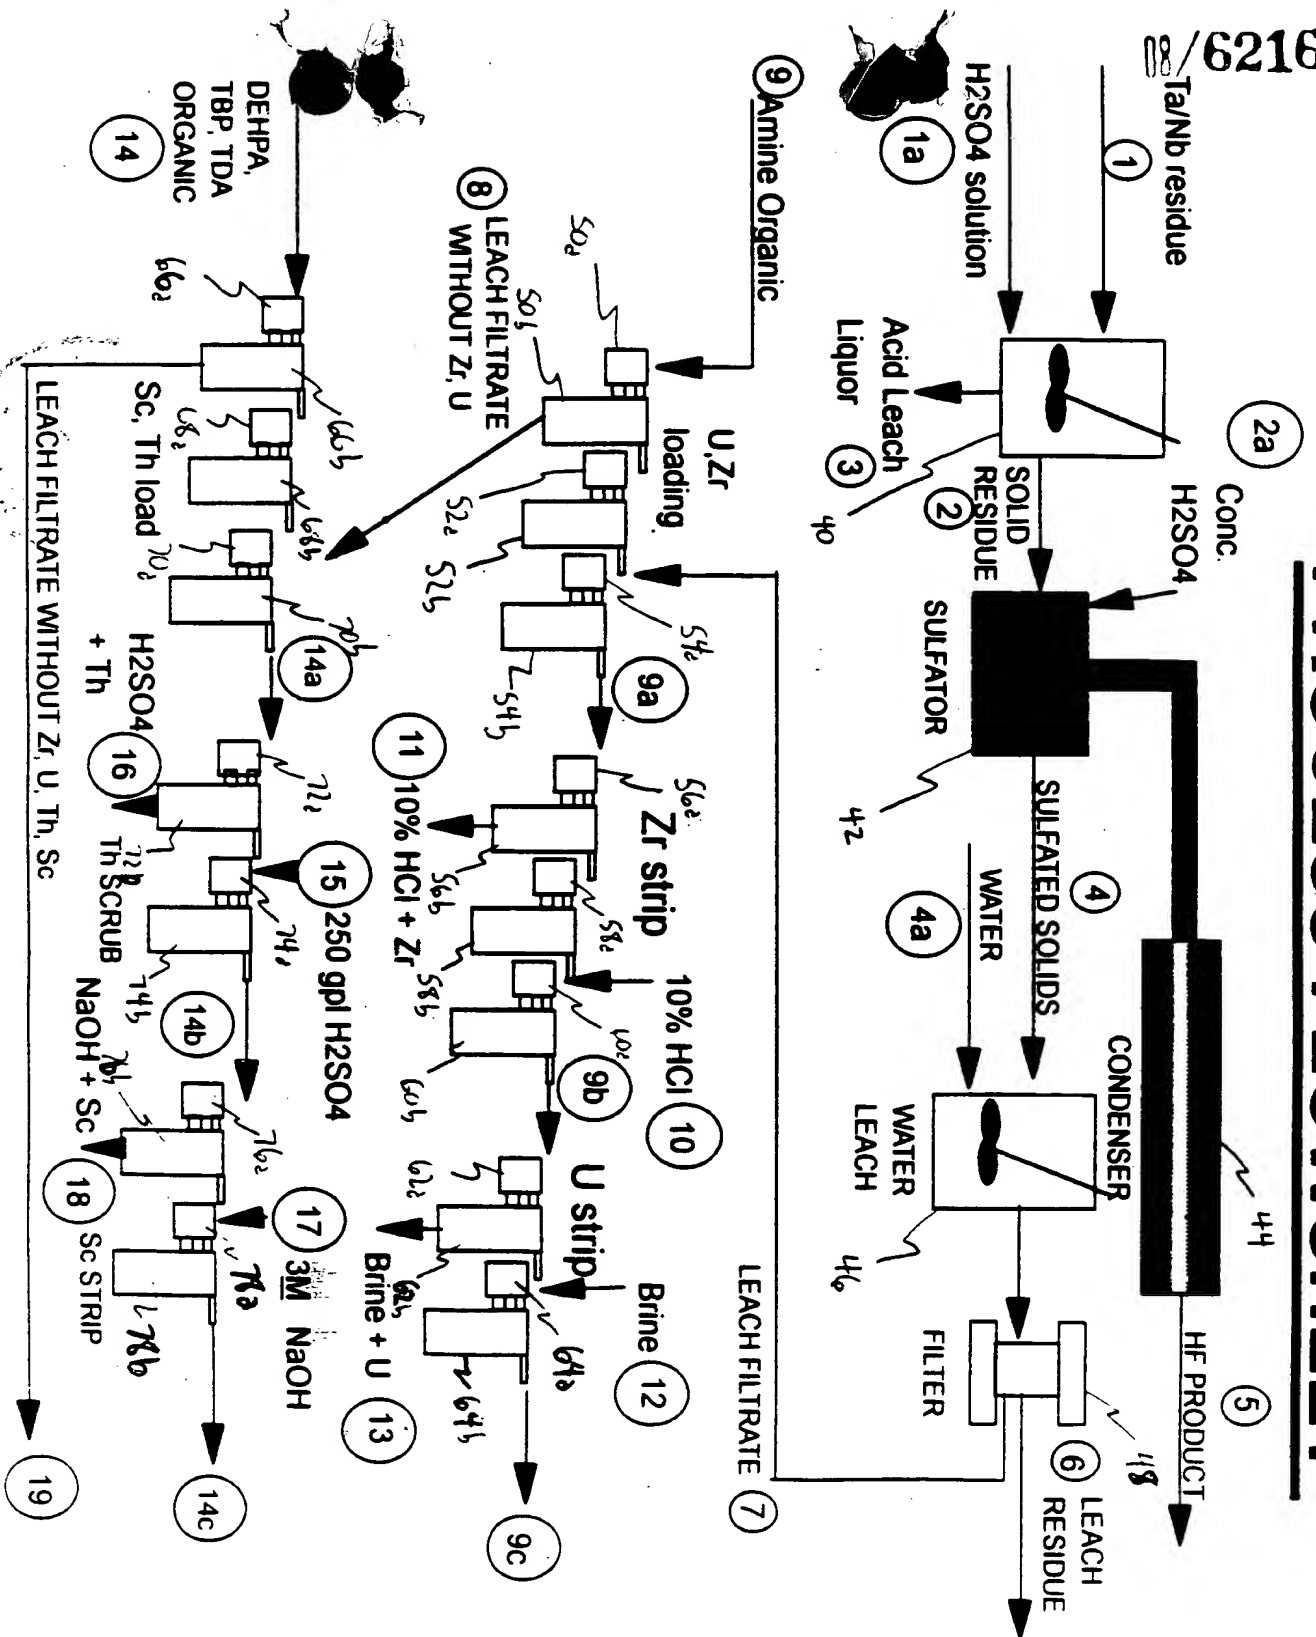 08/6216
Ta/Nb residue
1
H2SO4 solution
1a
2a
Conc.
H2SO4
Acid Leach
Liquor
3
40
SOLID
RESIDUE
2
SULFATOR
42
SULFATED SOLIDS
4
WATER
4a
CONDENSER
44
WATER
LEACH
46
HF PRODUCT
5
FILTER
48
6
LEACH
RESIDUE
LEACH FILTRATE
7
9
Amine Organic
50a
50b
8
LEACH FILTRATE
WITHOUT Zr, U
U,Zr
loading
52a
52b
54a
54b
9a
56a
Zr strip
11
10% HCl + Zr
56b
58a
58b
10% HCl
10
60a
60b
9b
U strip
62a
62b
Brine + U
13
Brine
12
64a
64b
9c
DEHPA,
TBP, TDA
ORGANIC
14
66a
66b
Sc, Th load
68a
68b
70a
70b
14a
H2SO4
+ Th
16
72a
72b
Th SCRUB
15
250 gpl H2SO4
74a
74b
14b
NaOH + Sc
76b
76a
18
Sc STRIP
17
3M NaOH
78a
78b
14c
LEACH FILTRATE WITHOUT Zr, U, Th, Sc
19